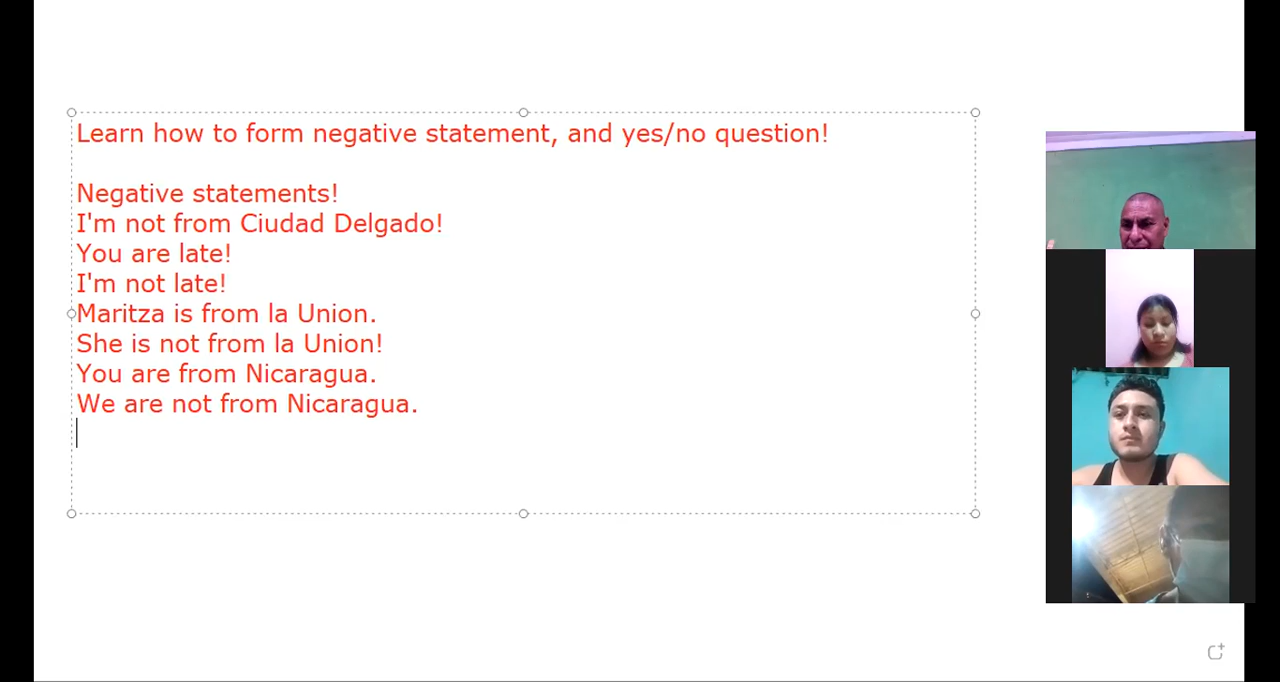 Learn how to form negative statement, and yes/no question!
Negative statements!
I'm not from Ciudad Delgado!
You are late!
I'm not late!
Maritza is from la Union.
She is not from la Union!
You are from Nicaragua.
We are not from Nicaragua.